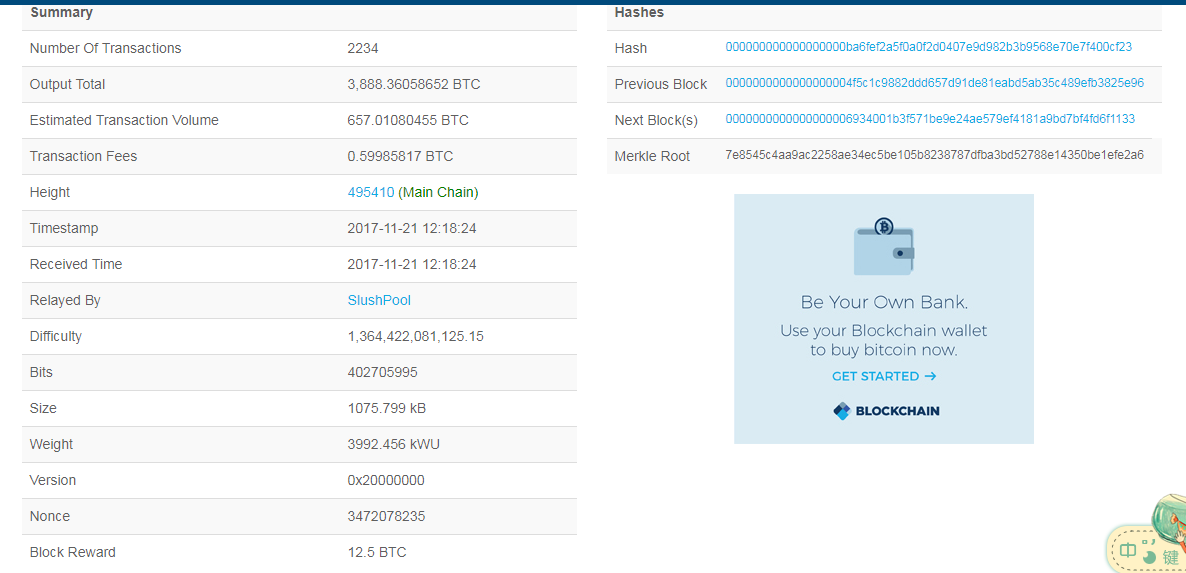 Summary
Number Of Transactions 2234
Output Total 3,888.36058652 BTC
Estimated Transaction Volume 657.01080455 BTC
Transaction Fees 0.59985817 BTC
Height 495410 (Main Chain)
Timestamp 2017-11-21 12:18:24
Received Time 2017-11-21 12:18:24
Relayed By SlushPool
Difficulty 1,364,422,081,125.15
Bits 402705995
Size 1075.799 kB
Weight 3992.456 kWU
Version 0x20000000
Nonce 3472078235
Block Reward 12.5 BTC
Hashes
Hash 000000000000000000ba6fef2a5f0a0f2d0407e9d982b3b9568e70e7f400cf23
Previous Block 0000000000000000004f5c1c9882ddd657d91de81eabd5ab35c489efb3825e96
Next Block(s) 0000000000000000006934001b3f571be9e24ae579ef4181a9bd7bf4fd6f1133
Merkle Root 7e8545c4aa9ac2258ae34ec5be105b8238787dfba3bd52788e14350be1efe2a6
Be Your Own Bank.
Use your Blockchain wallet
to buy bitcoin now.
GET STARTED →
BLOCKCHAIN
中 键